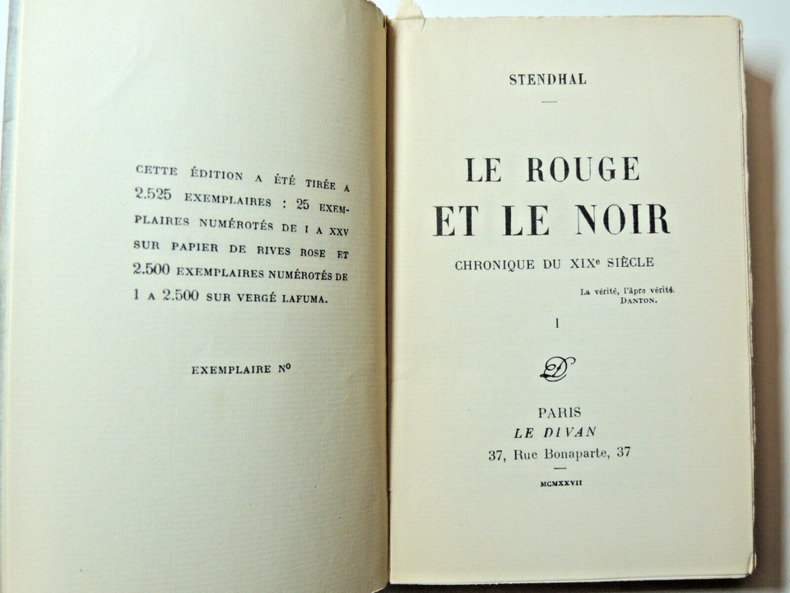 CETTE ÉDITION A ÉTÉ TIRÉE A
2.525 EXEMPLAIRES : 25 EXEM-
PLAIRES NUMÉROTÉS DE I A XXV
SUR PAPIER DE RIVES ROSE ET
2.500 EXEMPLAIRES NUMÉROTÉS DE
1 A 2.500 SUR VERGÉ LAFUMA.
EXEMPLAIRE Nº
STENDHAL
LE ROUGE
ET LE NOIR
CHRONIQUE DU XIXe SIÈCLE
La vérité, l'âpre vérité.
DANTON.
I
D
PARIS
LE DIVAN
37, Rue Bonaparte, 37
MCMXXVII